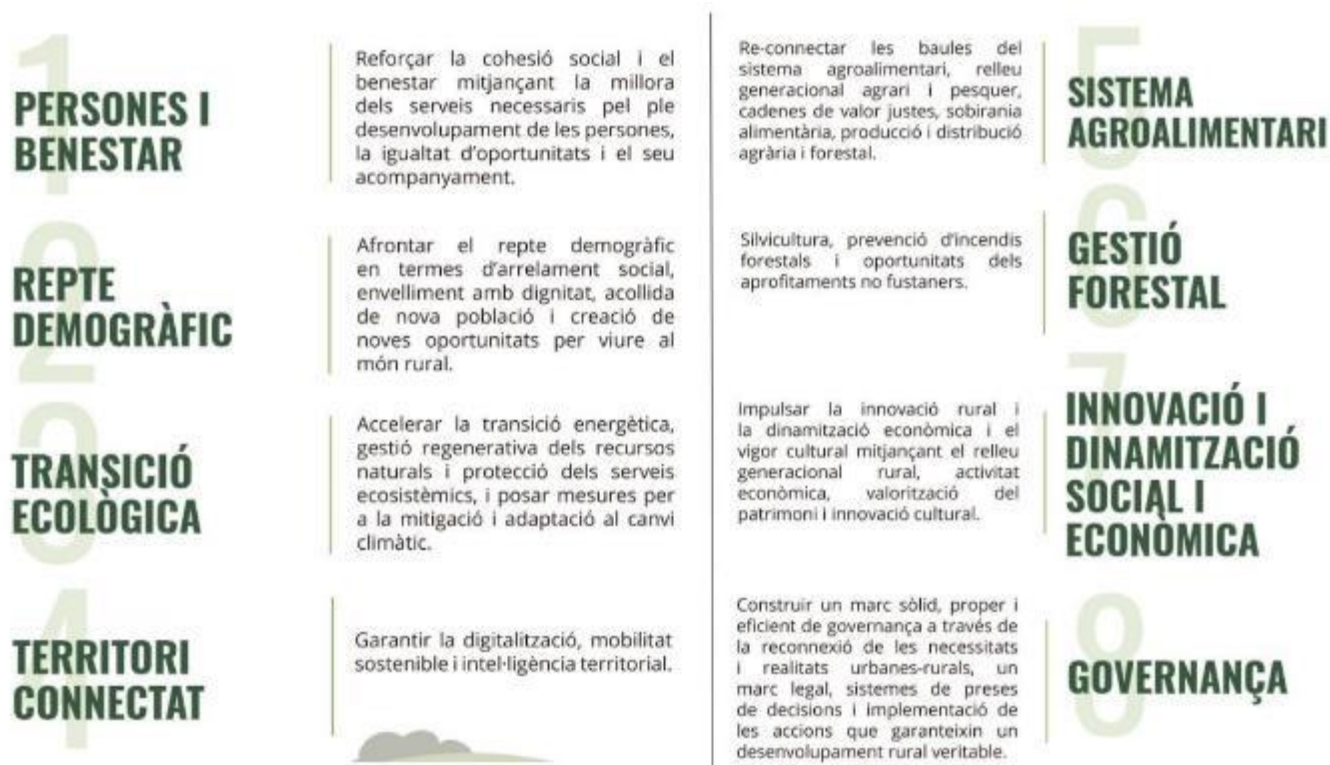 1
PERSONES I
BENESTAR
Reforçar la cohesió social i el
benestar mitjançant la millora
dels serveis necessaris pel ple
desenvolupament de les persones,
la igualtat d'oportunitats i el seu
acompanyament.
2
REPTE
DEMOGRÀFIC
Afrontar el repte demogràfic
en termes d'arrelament social,
envelliment amb dignitat, acollida
de nova població i creació de
noves oportunitats per viure al
món rural.
3
TRANSICIÓ
ECOLÒGICA
Accelerar la transició energètica,
gestió regenerativa dels recursos
naturals i protecció dels serveis
ecosistèmics, i posar mesures per
a la mitigació i adaptació al canvi
climàtic.
4
TERRITORI
CONNECTAT
Garantir la digitalització, mobilitat
sostenible i intel·ligència territorial.
Re-connectar les baules del
sistema agroalimentari, relleu
generacional agrari i pesquer,
cadenes de valor justes, sobirania
alimentària, producció i distribució
agrària i forestal.
5
SISTEMA
AGROALIMENTARI
Silvicultura, prevenció d'incendis
forestals i oportunitats dels
aprofitaments no fustaners.
6
GESTIÓ
FORESTAL
Impulsar la innovació rural i
la dinamització econòmica i el
vigor cultural mitjançant el relleu
generacional rural, activitat
econòmica, valorització del
patrimoni i innovació cultural.
7
INNOVACIÓ I
DINAMITZACIÓ
SOCIAL I
ECONÒMICA
Construir un marc sòlid, proper i
eficient de governança a través de
la reconnexió de les necessitats
i realitats urbanes-rurals, un
marc legal, sistemes de preses
de decisions i implementació de
les accions que garanteixin un
desenvolupament rural veritable.
8
GOVERNANÇA